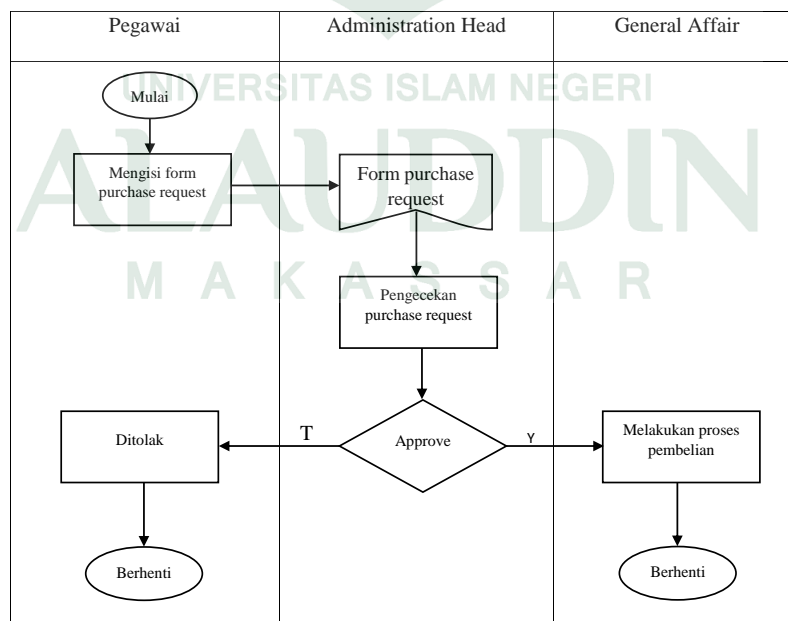 Pegawai
Administration Head
General Affair
UNIVERSITAS ISLAM NEGERI
Mulai
ALAUDDIN
Mengisi form
purchase request
Form purchase
request
MAKASSAR
Pengecekan
purchase request
Ditolak
T
Approve
Y
Melakukan proses
pembelian
Berhenti
Berhenti